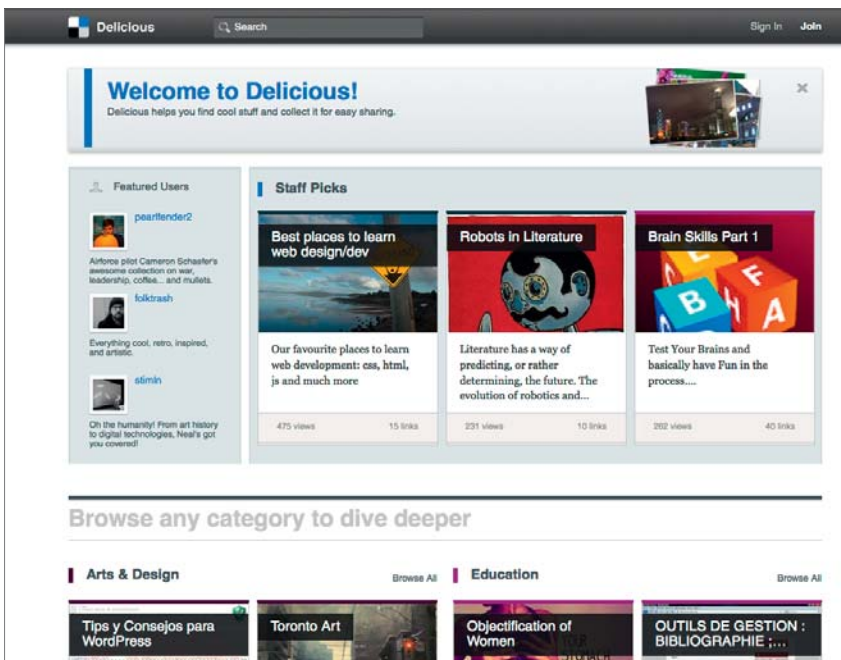 Delicious
Search
Sign In
Join
Welcome to Delicious!
Delicious helps you find cool stuff and collect it for easy sharing.
Featured Users
pearlfender2
Airforce pilot Cameron Schaefer's
awesome collection on war,
leadership, coffee... and mullets.
folktrash
Everything cool, retro, inspired,
and artistic.
stimin
Oh the humanity! From art history
to digital technologies, Neal's got
you covered!
Staff Picks
Best places to learn
web design/dev
Our favourite places to learn
web development: css, html,
js and much more
475 views
15 links
Robots in Literature
Literature has a way of
predicting, or rather
determining, the future. The
evolution of robotics and...
231 views
10 links
Brain Skills Part 1
B
F
H
A
E
Test Your Brains and
basically have Fun in the
process....
262 views
40 links
Browse any category to dive deeper
Arts & Design
Browse All
Education
Browse All
Tips y Consejos para
WordPress
Toronto Art
Objectification of
Women
YOUR
STOMACH
OUTILS DE GESTION :
BIBLIOGRAPHIE ;...